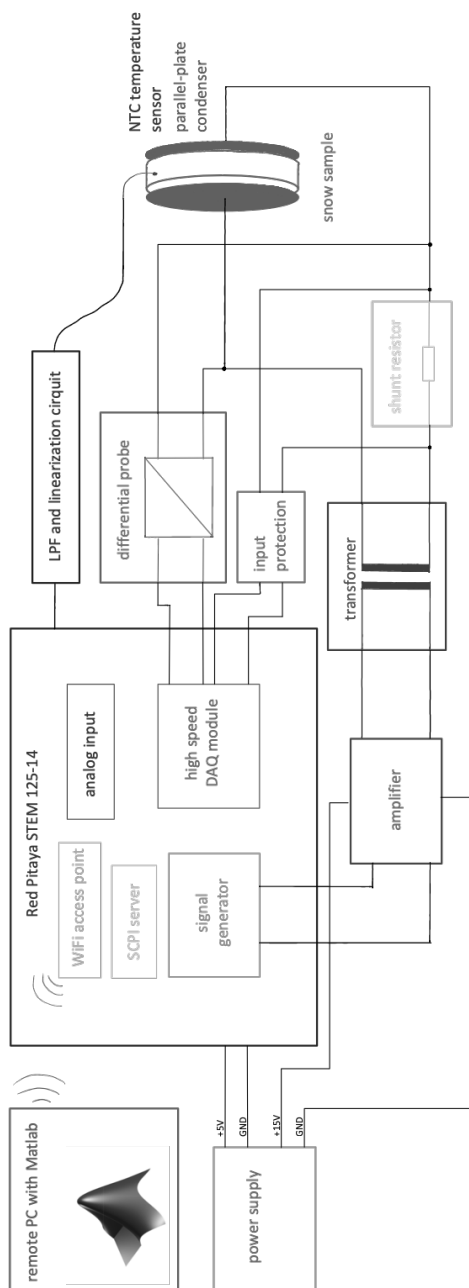 remote PC with Matlab
power supply
+5V
GND
+15V
GND
Red Pitaya STEM 125-14
WiFi access point
SCPI server
signal
generator
analog input
high speed
DAQ module
amplifier
LPF and linearization cirquit
differential probe
input
protection
transformer
shunt resistor
NTC temperature
sensor
parallel-plate
condenser
snow sample